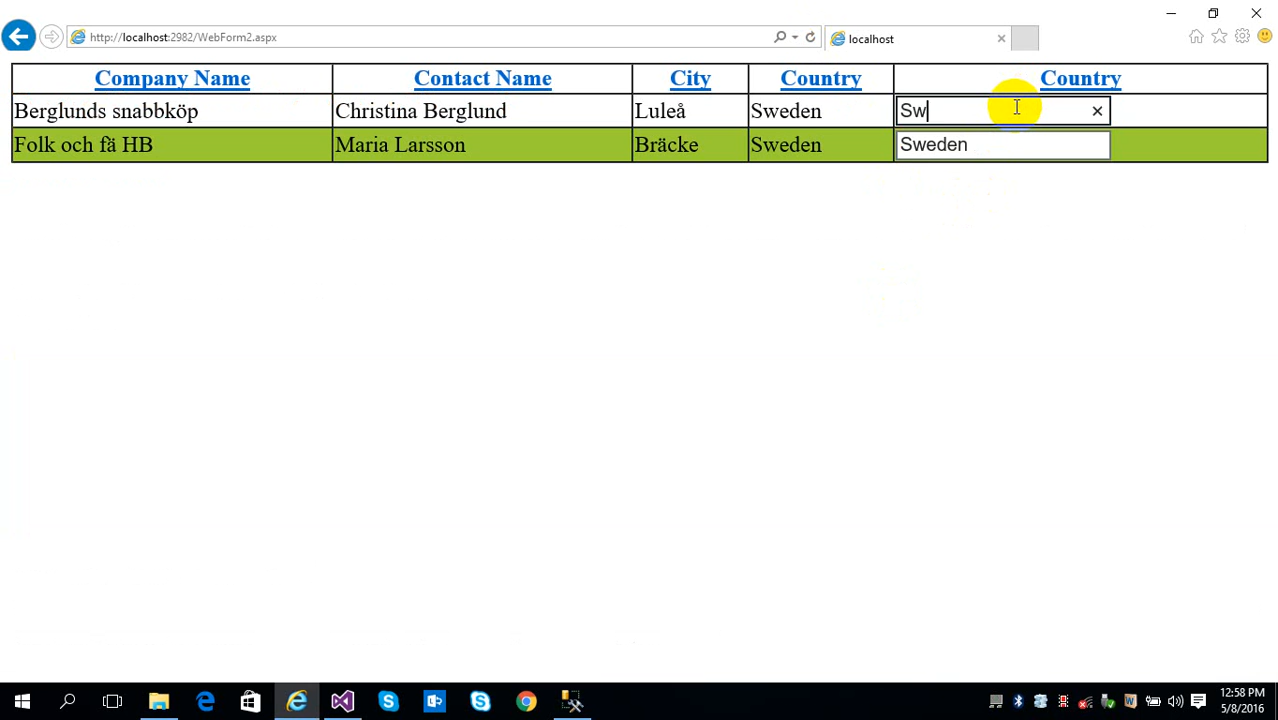 http://localhost:2982/WebForm2.aspx
localhost
Company Name Contact Name City Country Country
Berglunds snabbköp Christina Berglund Luleå Sweden Sw
Folk och fä HB Maria Larsson Bräcke Sweden Sweden
12:58 PM
5/8/2016